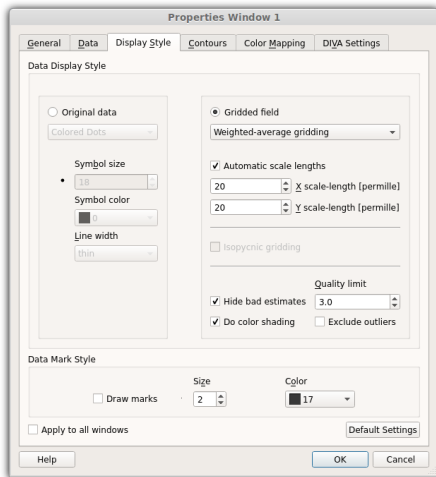 Properties Window 1
General Data Display Style Contours Color Mapping DIVA Settings
Data Display Style
Original data
Colored Dots
Symbol size
18
Symbol color
0
Line width
thin
Gridded field
Weighted-average gridding
Automatic scale lengths
20 X scale-length [permille]
20 Y scale-length [permille]
Isopycnic gridding
Quality limit
Hide bad estimates 3.0
Do color shading Exclude outliers
Data Mark Style
Size Color
Draw marks 2 17
Apply to all windows Default Settings
Help OK Cancel